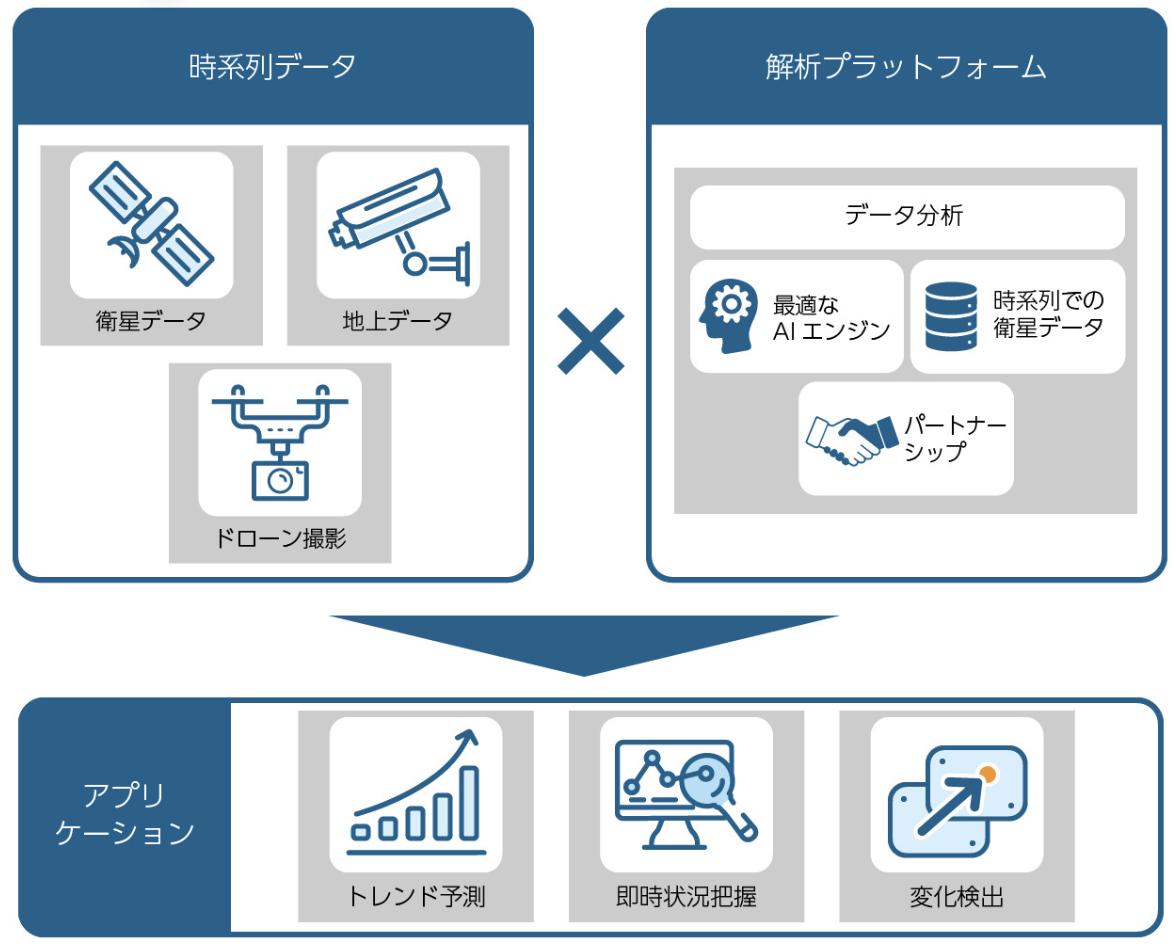 時系列データ
解析プラットフォーム
衛星データ
地上データ
ドローン撮影
データ分析
最適な
AIエンジン
時系列での
衛星データ
パートナー
シップ
アプリ
ケーション
トレンド予測
即時状況把握
変化検出